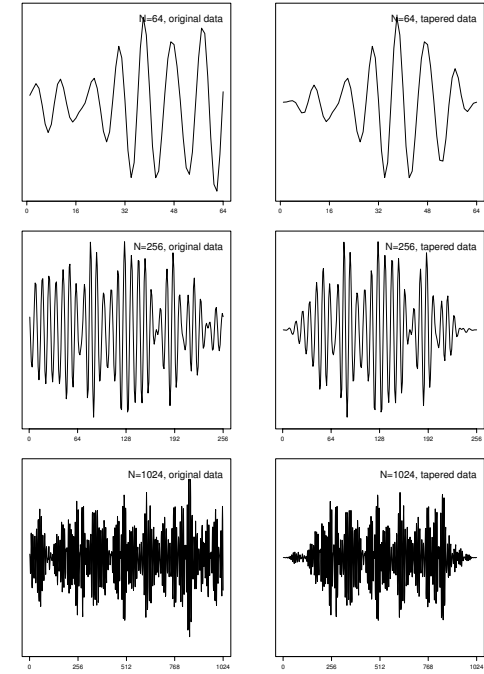 N=64, original data
0 16 32 48 64
N=64, tapered data
0 16 32 48 64
N=256, original data
0 64 128 192 256
N=256, tapered data
0 64 128 192 256
N=1024, original data
0 256 512 768 1024
N=1024, tapered data
0 256 512 768 1024